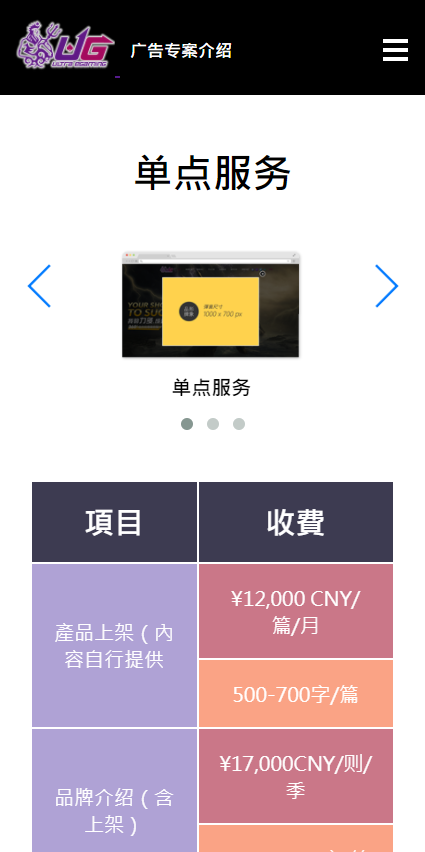 UG
ULTRA GAMING
广告专案介绍
单点服务
YOUR SH
TO SUC
彈窗尺寸
1000 x 700 px
单点服务
項目
收費
產品上架（內
容自行提供
¥12,000 CNY/
篇/月
500-700字/篇
品牌介绍（含
上架）
¥17,000CNY/则/
季